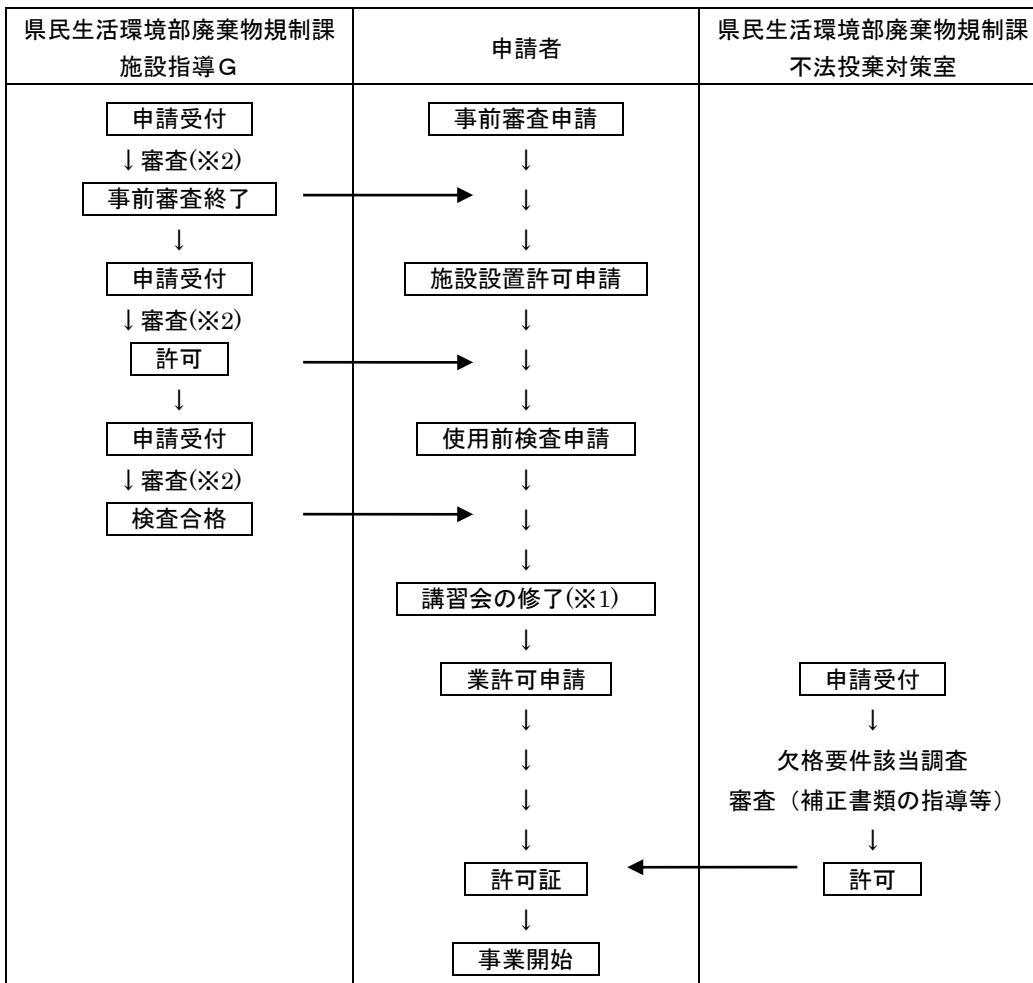 県民生活環境部廃棄物規制課
施設指導G
申請者
県民生活環境部廃棄物規制課
不法投棄対策室
申請受付
事前審査申請
↓審査(※2)
↓
事前審査終了
↓
↓
↓
申請受付
施設設置許可申請
↓審査(※2)
↓
許可
↓
↓
↓
申請受付
使用前検査申請
↓審査(※2)
↓
検査合格
↓
↓
講習会の修了(※1)
↓
業許可申請
申請受付
↓
↓
↓
欠格要件該当調査
↓
審査（補正書類の指導等）
↓
↓
許可証
許可
↓
事業開始